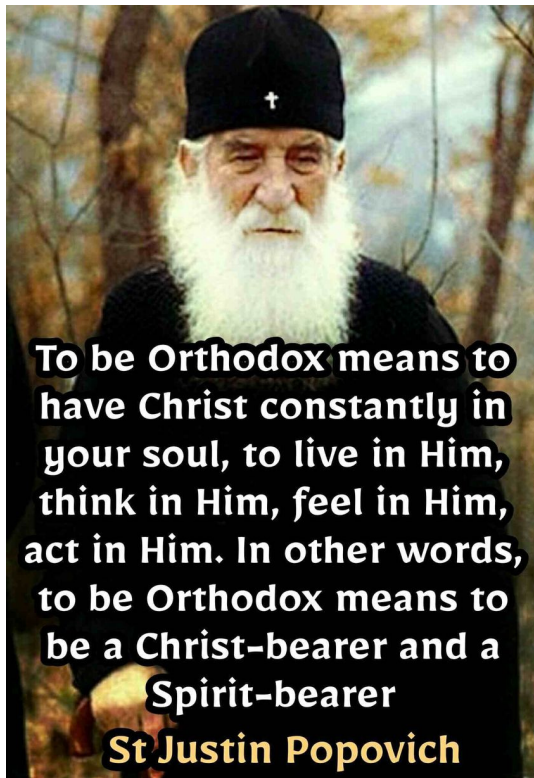 To be Orthodox means to
have Christ constantly in
your soul, to live in Him,
think in Him, feel in Him,
act in Him. In other words,
to be Orthodox means to
be a Christ-bearer and a
Spirit-bearer
St Justin Popovich